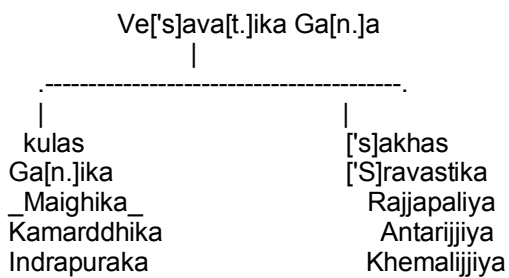 Ve['s]ava[t.]ika Ga[n.]a
|
.-----------------------------------------.
| |
kulas ['s]akhas
Ga[n.]ika ['S]ravastika
_Maighika_ Rajjapaliya
Kamarddhika Antarijjiya
Indrapuraka Khemalijjiya